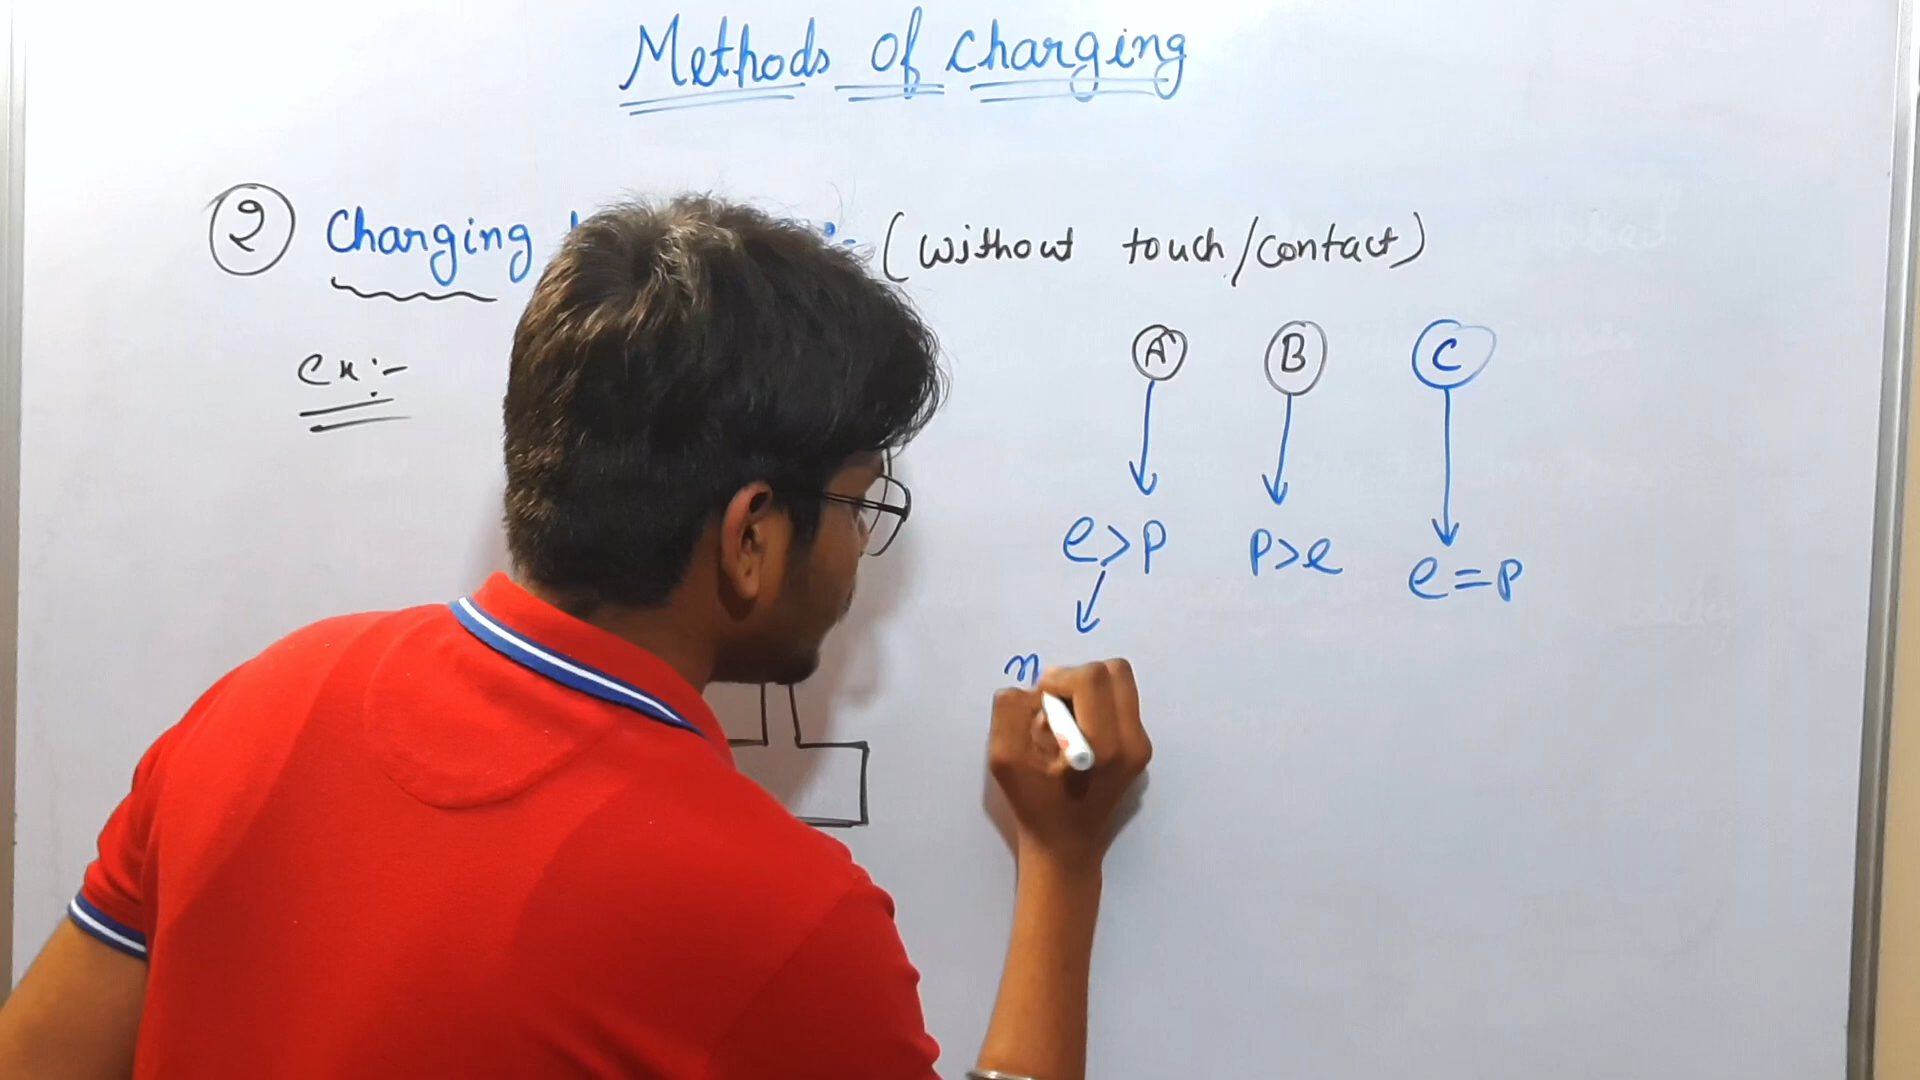 Methods of charging
2 Charging :- (without touch/contact)
ex:-
A B C
e>p p>e e=p
n